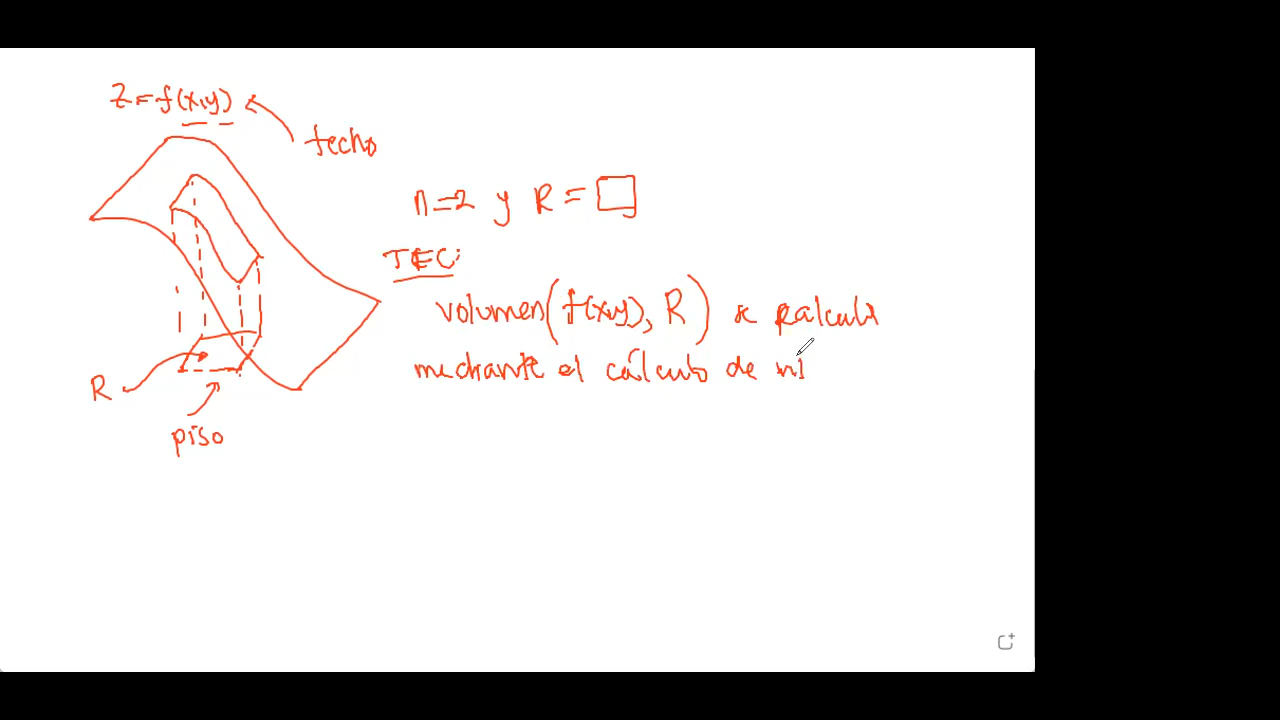 Z=f(x,y)
techo
n=2 y R=
TEC:
volumen(f(x,y), R) se calcula
mediante el cálculo de
R
piso